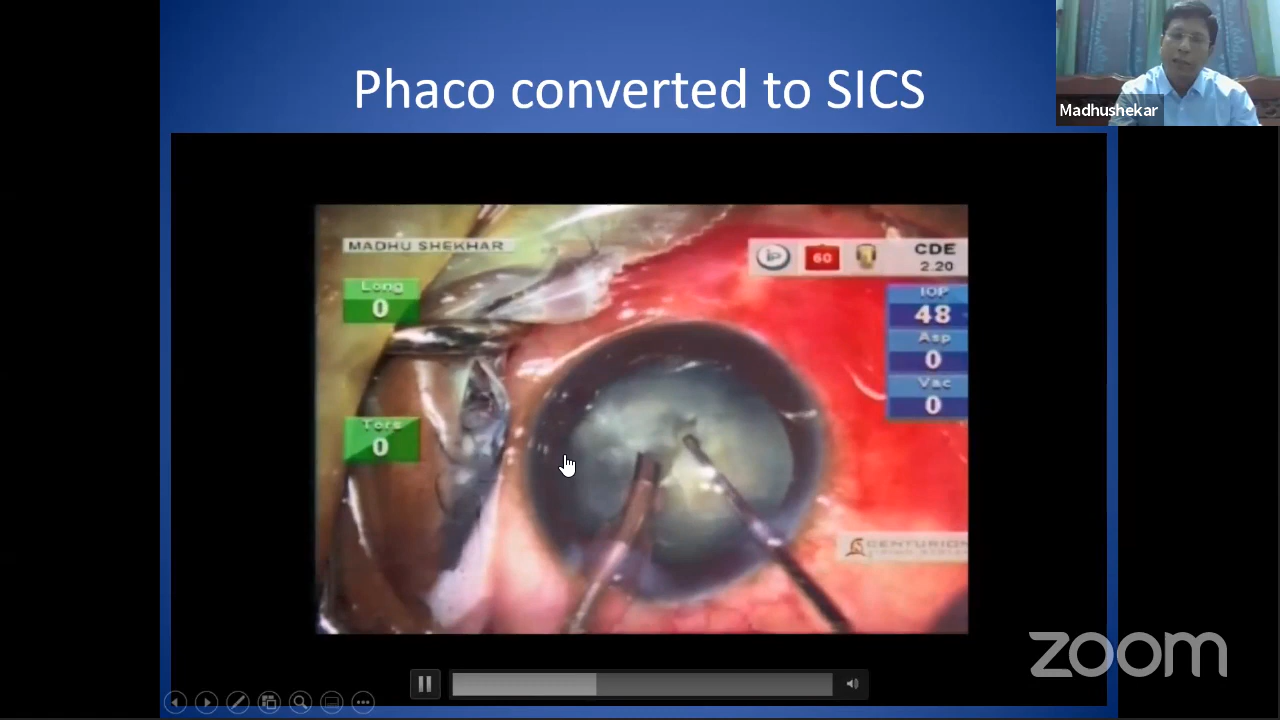 Phaco converted to SICS
Madhushekar
MADHU SHEKHAR
Long
0
Tors
0
60
CDE
2.20
IOP
48
Asp
0
Vac
0
CENTURION
zoom